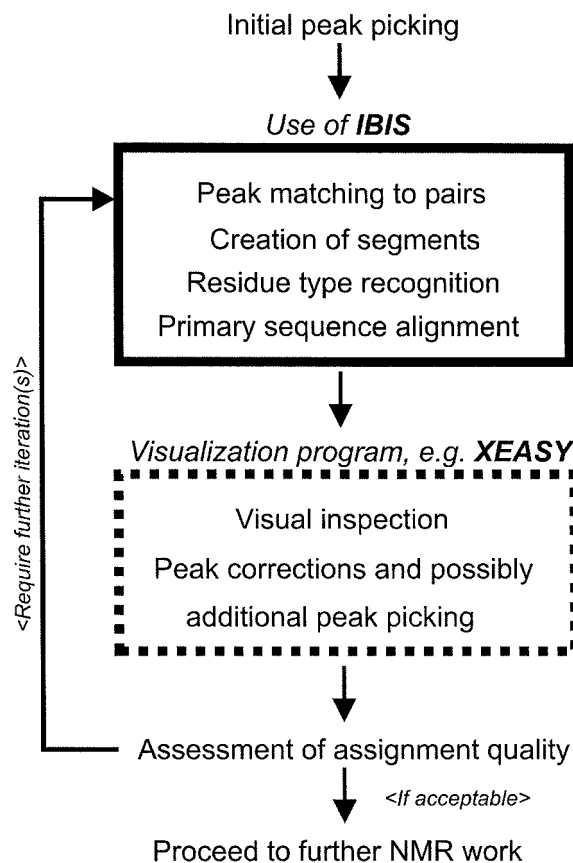 Initial peak picking
Use of IBIS
Peak matching to pairs
Creation of segments
Residue type recognition
Primary sequence alignment
<Require further iteration(s)>
Visualization program, e.g. XEASY
Visual inspection
Peak corrections and possibly
additional peak picking
Assessment of assignment quality
<If acceptable>
Proceed to further NMR work